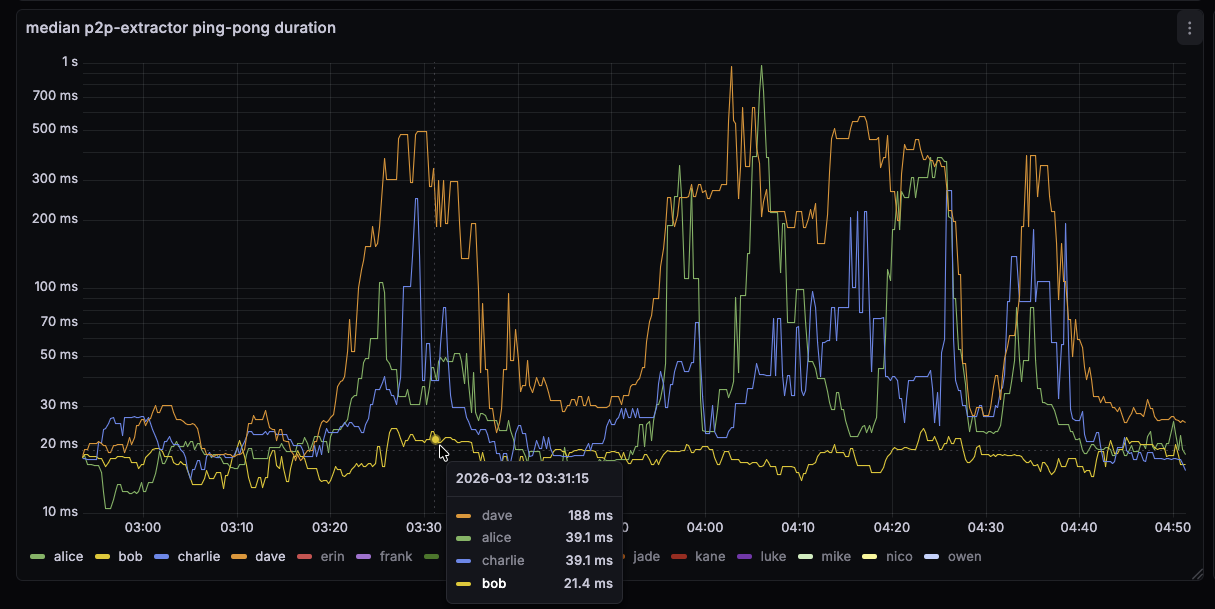 median p2p-extractor ping-pong duration
1 s
700 ms
500 ms
300 ms
200 ms
100 ms
70 ms
50 ms
30 ms
20 ms
10 ms
03:00 03:10 03:20 03:30 04:00 04:10 04:20 04:30 04:40 04:50
alice bob charlie dave erin frank jade kane luke mike nico owen
2026-03-12 03:31:15
dave 188 ms
alice 39.1 ms
charlie 39.1 ms
bob 21.4 ms